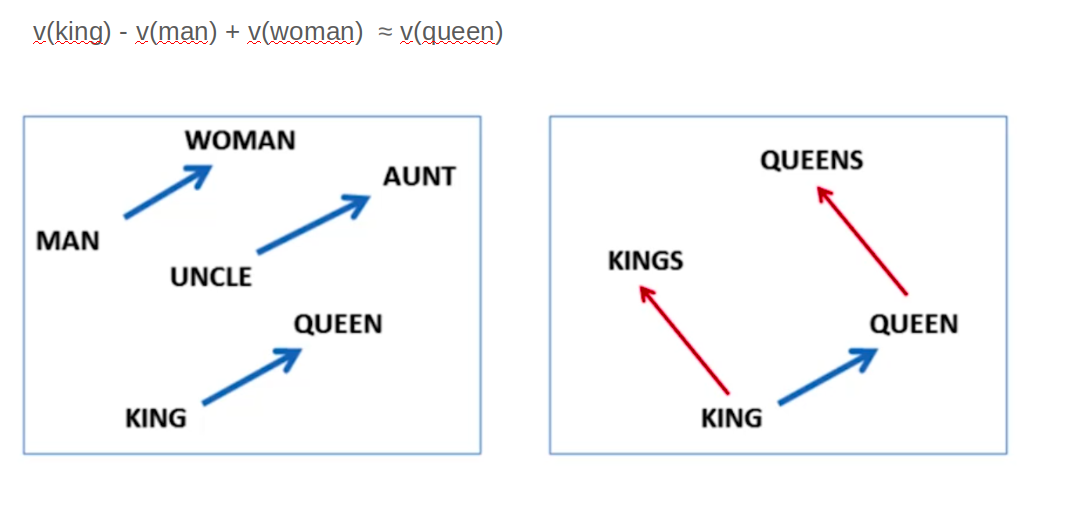 v(king) - v(man) + v(woman) ≈ v(queen)
WOMAN
AUNT
MAN
UNCLE
QUEEN
KING
QUEENS
KINGS
QUEEN
KING